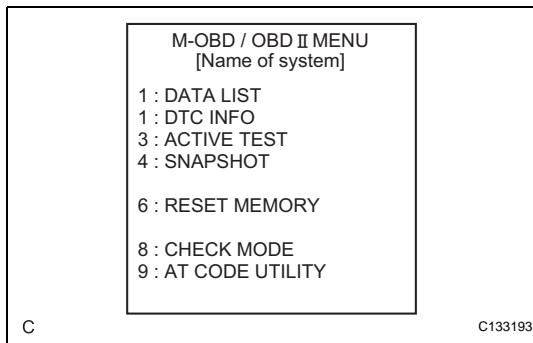 M-OBD / OBD II MENU
[Name of system]
1 : DATA LIST
1 : DTC INFO
3 : ACTIVE TEST
4 : SNAPSHOT
6 : RESET MEMORY
8 : CHECK MODE
9 : AT CODE UTILITY
C
C133193